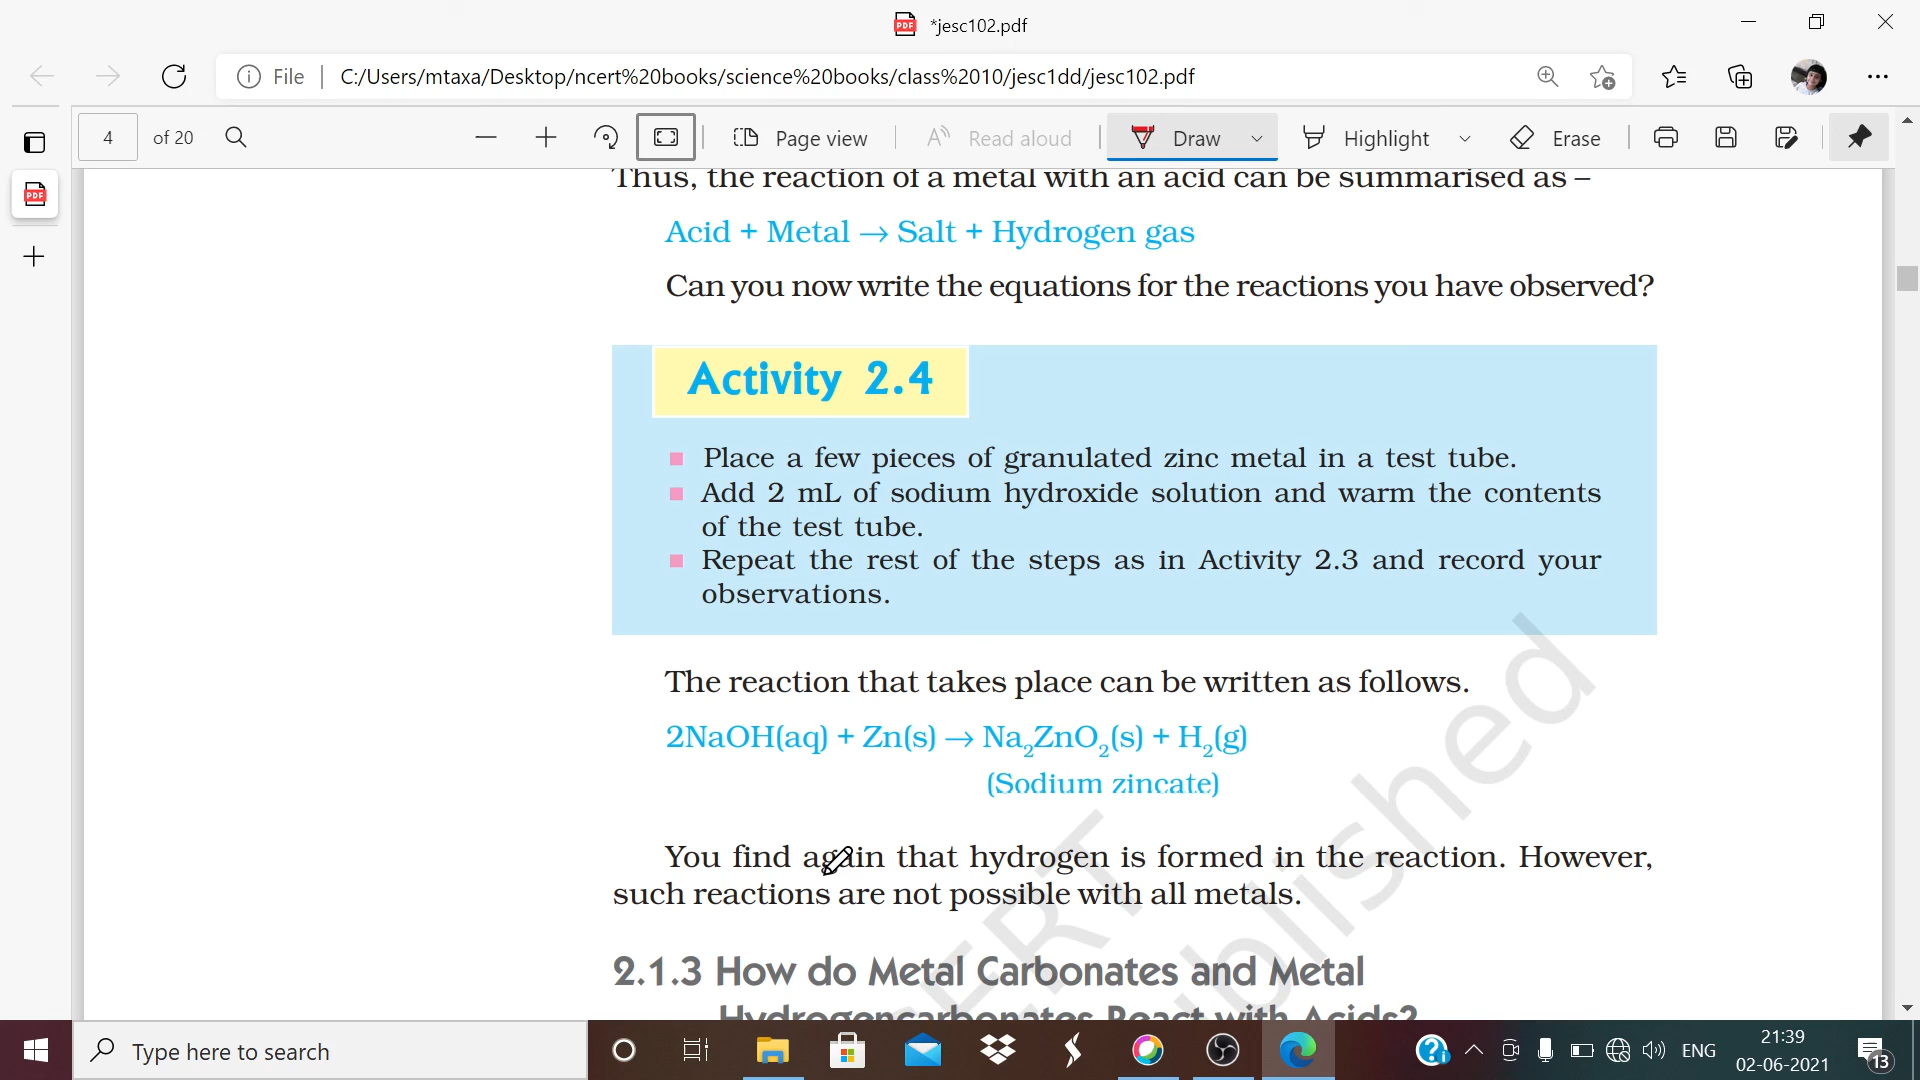 *jesc102.pdf
File | C:/Users/mtaxa/Desktop/ncert%20books/science%20books/class%2010/jesc1dd/jesc102.pdf
4 of 20 Page view Read aloud Draw Highlight Erase
Thus, the reaction of a metal with an acid can be summarised as –
Acid + Metal → Salt + Hydrogen gas
Can you now write the equations for the reactions you have observed?
Activity 2.4
Place a few pieces of granulated zinc metal in a test tube.
Add 2 mL of sodium hydroxide solution and warm the contents
of the test tube.
Repeat the rest of the steps as in Activity 2.3 and record your
observations.
The reaction that takes place can be written as follows.
2NaOH(aq) + Zn(s) → Na₂ZnO₂(s) + H₂(g)
(Sodium zincate)
You find again that hydrogen is formed in the reaction. However,
such reactions are not possible with all metals.
2.1.3 How do Metal Carbonates and Metal
Hydrogencarbonates React with Acids?
Type here to search
ENG
21:39
02-06-2021
13